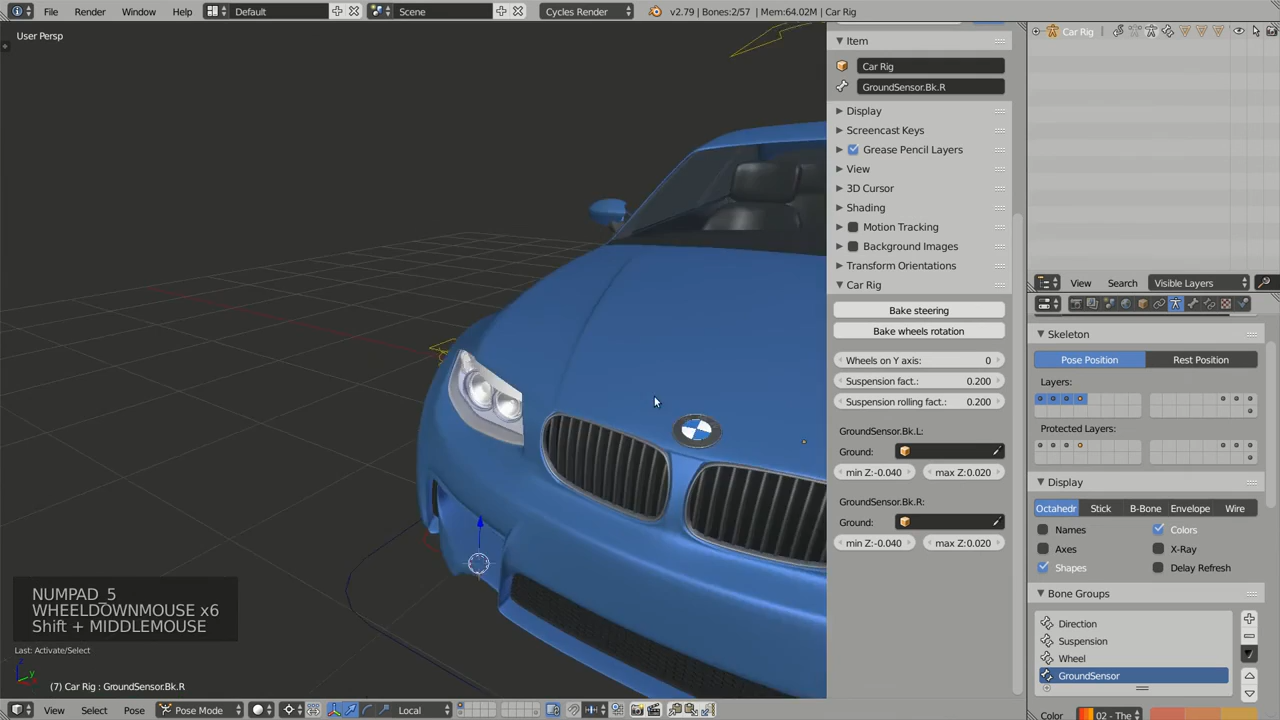 File Render Window Help Default Scene Cycles Render v2.79 | Bones:2/57 | Mem:64.02M | Car Rig
User Persp
Item
Car Rig
GroundSensor.Bk.R
Display
Screencast Keys
Grease Pencil Layers
View
3D Cursor
Shading
Motion Tracking
Background Images
Transform Orientations
Car Rig
Bake steering
Bake wheels rotation
Wheels on Y axis: 0
Suspension fact.: 0.200
Suspension rolling fact.: 0.200
GroundSensor.Bk.L:
Ground:
min Z:-0.040 max Z:0.020
GroundSensor.Bk.R:
Ground:
min Z:-0.040 max Z:0.020
Car Rig
View Search Visible Layers
Skeleton
Pose Position Rest Position
Layers:
Protected Layers:
Display
Octahedr Stick B-Bone Envelope Wire
Names Colors
Axes X-Ray
Shapes Delay Refresh
Bone Groups
Direction
Suspension
Wheel
GroundSensor
Color 02 - The
NUMPAD_5
WHEELDOWNMOUSE x6
Shift + MIDDLEMOUSE
Last: Activate/Select
(7) Car Rig : GroundSensor.Bk.R
View Select Pose Pose Mode Local